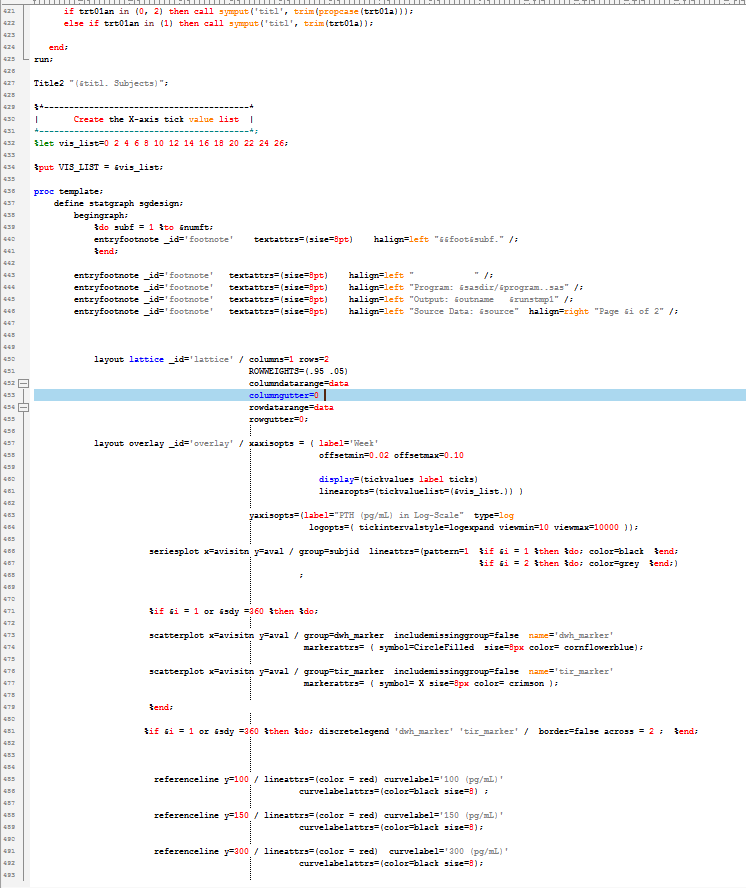 421 if trt01an in (0, 2) then call symput('titl', trim(propcase(trt01a)));
422 else if trt01an in (1) then call symput('titl', trim(trt01a));
423
424 end;
425 run;
426
427 Title2 "(&titl. Subjects)";
428
429 %*-----------------------------------------*
430 | Create the X-axis tick value list |
431 *------------------------------------------*;
432 %let vis_list=0 2 4 6 8 10 12 14 16 18 20 22 24 26;
433
434 %put VIS_LIST = &vis_list;
435
436 proc template;
437 define statgraph sgdesign;
438 begingraph;
439 %do subf = 1 %to &numft;
440 entryfootnote _id='footnote' textattrs=(size=8pt) halign=left "&&foot&subf." /;
441 %end;
442
443 entryfootnote _id='footnote' textattrs=(size=8pt) halign=left " " /;
444 entryfootnote _id='footnote' textattrs=(size=8pt) halign=left "Program: &sasdir/&program..sas" /;
445 entryfootnote _id='footnote' textattrs=(size=8pt) halign=left "Output: &outname &runstmp1" /;
446 entryfootnote _id='footnote' textattrs=(size=8pt) halign=left "Source Data: &source" halign=right "Page &i of 2" /;
447
448
449
450 layout lattice _id='lattice' / columns=1 rows=2
451 ROWWEIGHTS=(.95 .05)
452 columndatarange=data
453 columngutter=0
454 rowdatarange=data
455 rowgutter=0;
456
457 layout overlay _id='overlay' / xaxisopts = ( label='Week'
458 offsetmin=0.02 offsetmax=0.10
459
460 display=(tickvalues label ticks)
461 linearopts=(tickvaluelist=(&vis_list.)) )
462
463 yaxisopts=(label="PTH (pg/mL) in Log-Scale" type=log
464 logopts=( tickintervalstyle=logexpand viewmin=10 viewmax=10000 ));
465
466 seriesplot x=avisitn y=aval / group=subjid lineattrs=(pattern=1 %if &i = 1 %then %do; color=black %end;
467 %if &i = 2 %then %do; color=grey %end;)
468 ;
469
470
471 %if &i = 1 or &sdy =360 %then %do;
472
473 scatterplot x=avisitn y=aval / group=dwh_marker includemissinggroup=false name='dwh_marker'
474 markerattrs= ( symbol=CircleFilled size=8px color= cornflowerblue);
475
476 scatterplot x=avisitn y=aval / group=tir_marker includemissinggroup=false name='tir_marker'
477 markerattrs= ( symbol= X size=8px color= crimson );
478
479 %end;
480
481 %if &i = 1 or &sdy =360 %then %do; discretelegend 'dwh_marker' 'tir_marker' / border=false across = 2 ; %end;
482
483
484
485 referenceline y=100 / lineattrs=(color = red) curvelabel='100 (pg/mL)'
486 curvelabelattrs=(color=black size=8) ;
487
488 referenceline y=150 / lineattrs=(color = red) curvelabel='150 (pg/mL)'
489 curvelabelattrs=(color=black size=8);
490
491 referenceline y=300 / lineattrs=(color = red) curvelabel='300 (pg/mL)'
492 curvelabelattrs=(color=black size=8);
493